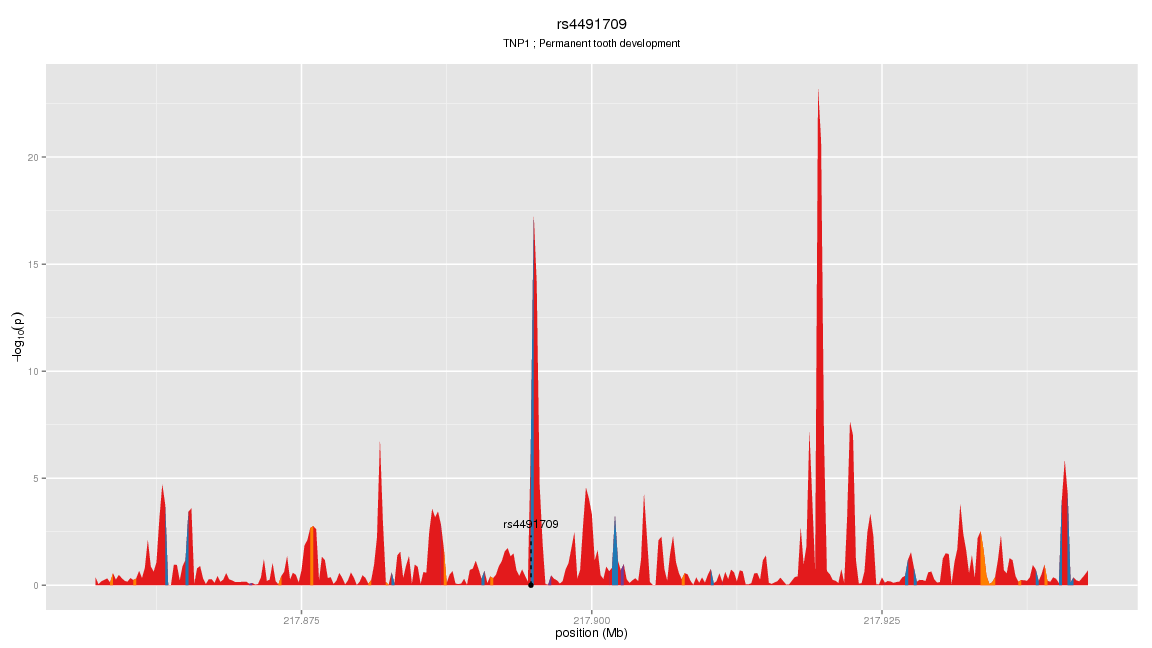 rs4491709
TNP1 ; Permanent tooth development
20
15
10
5
0
−log10(p)
rs4491709
217.875
217.900
217.925
position (Mb)